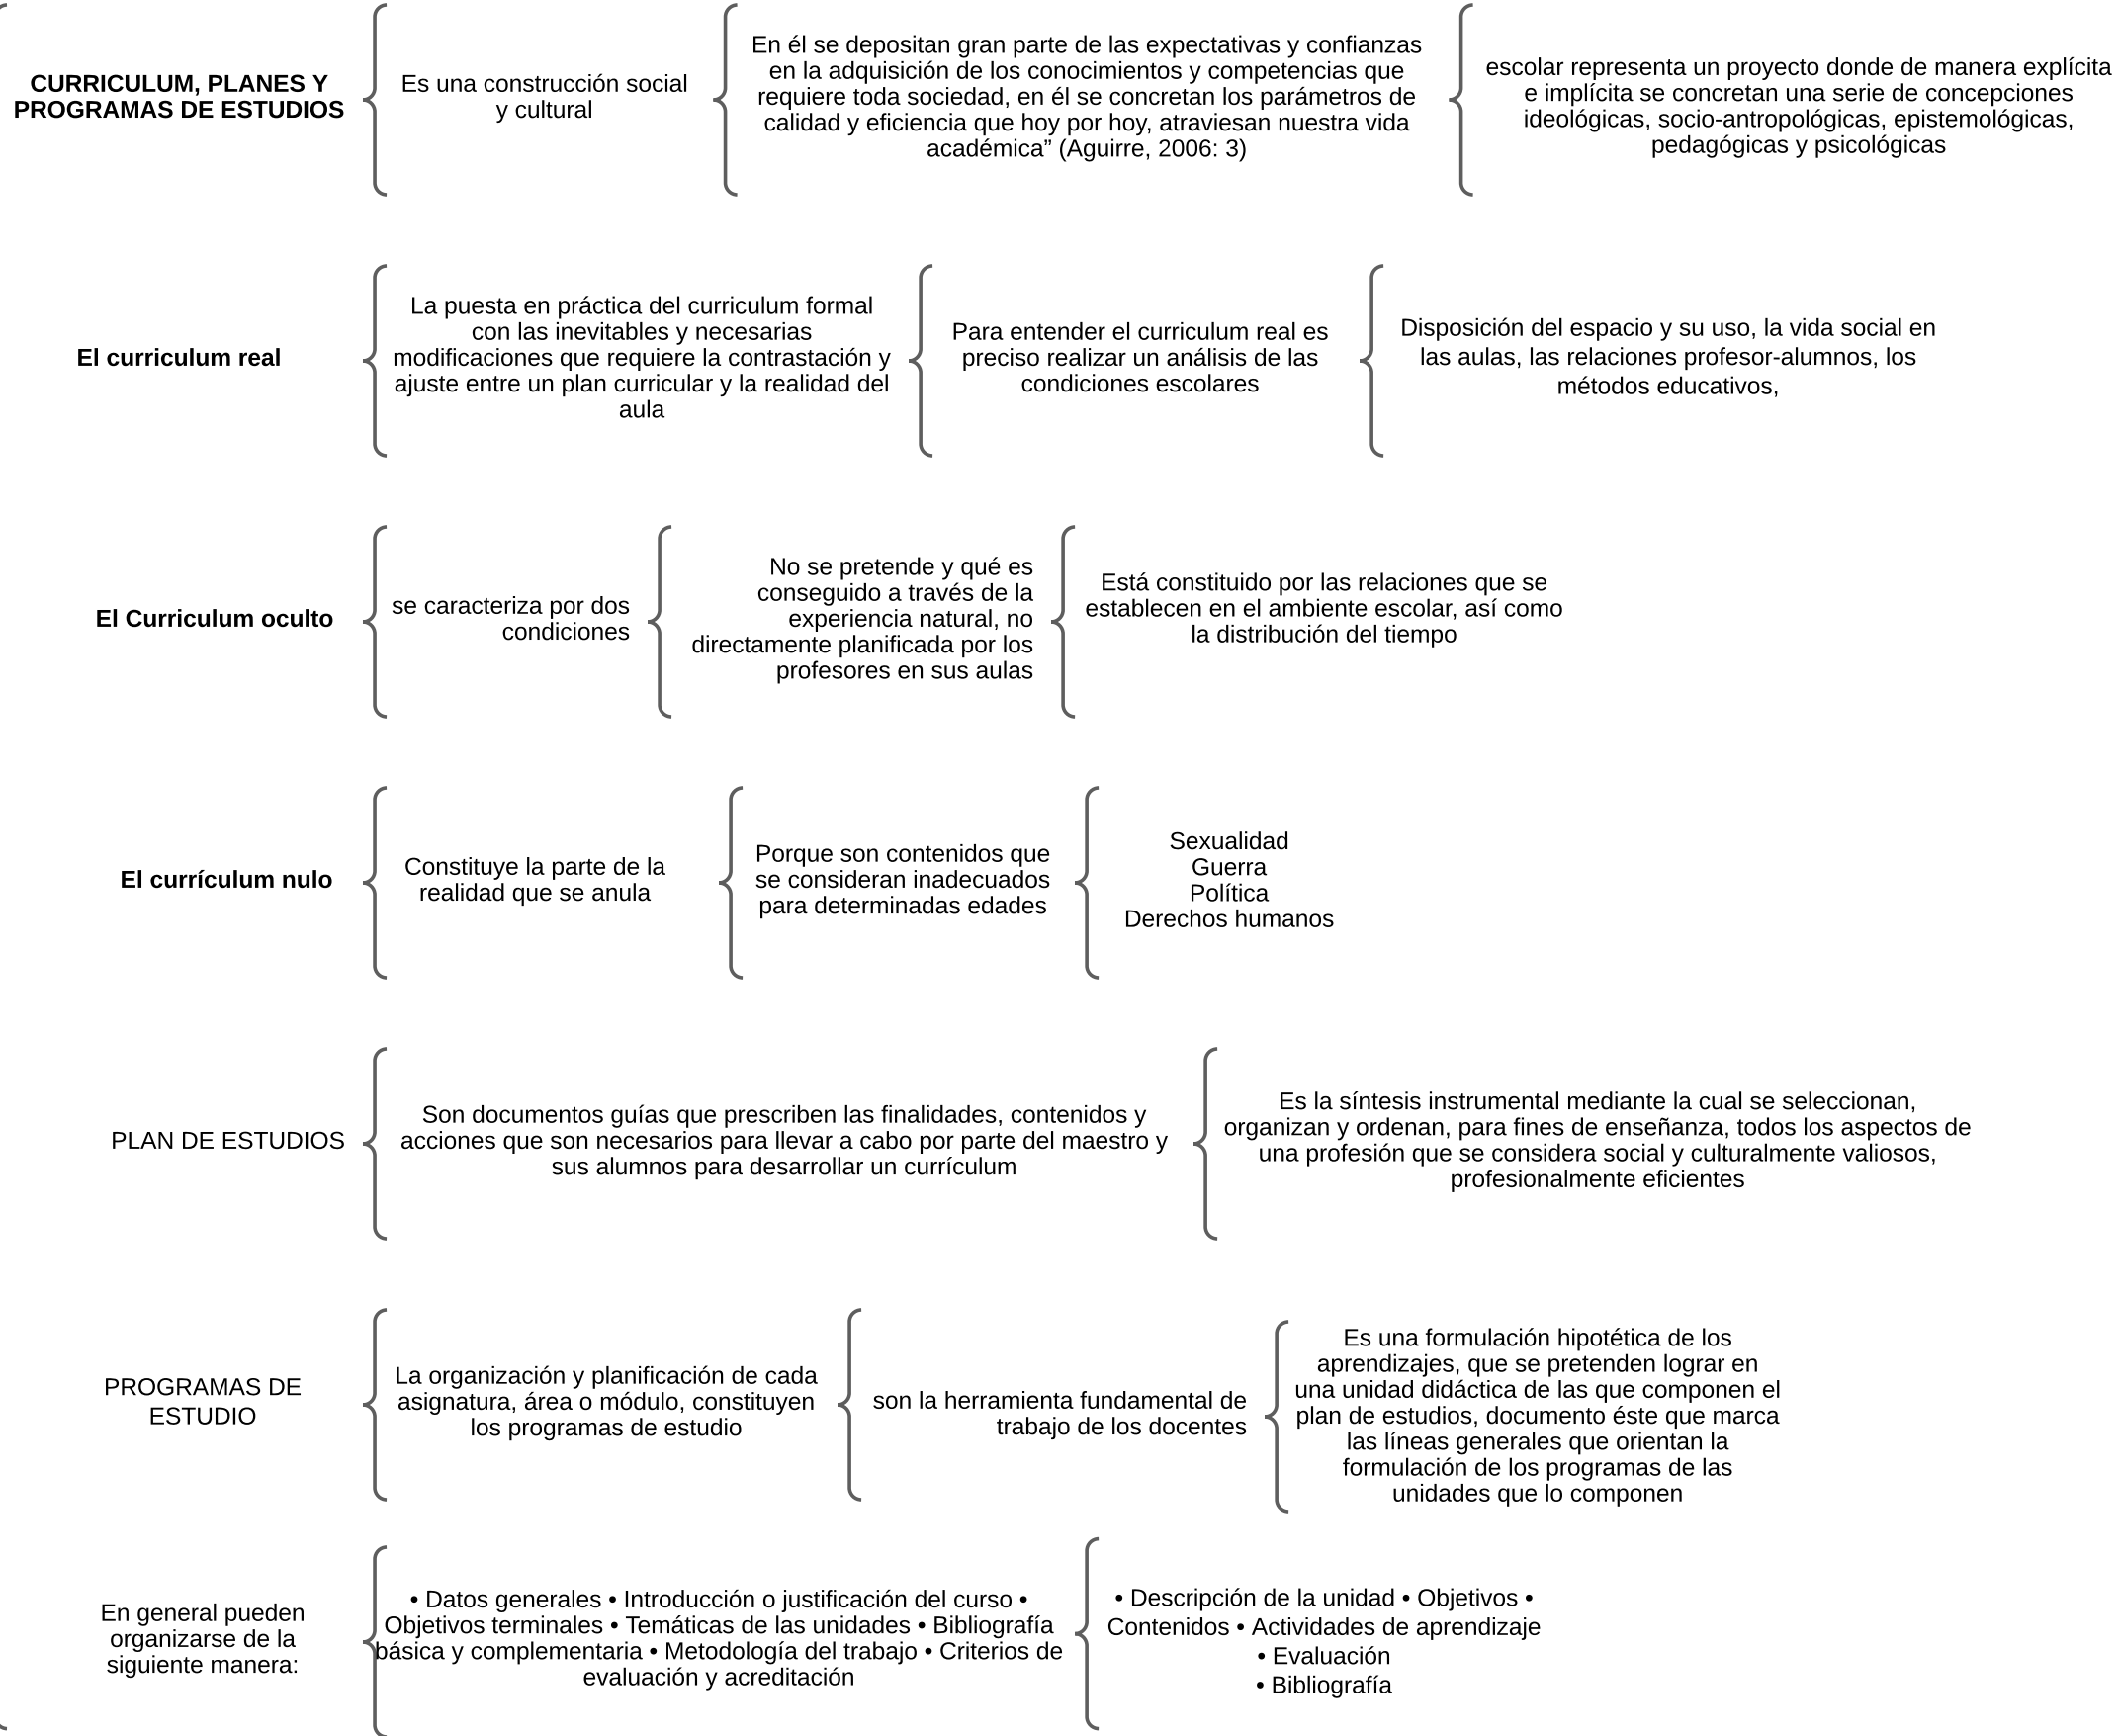 CURRICULUM, PLANES Y
PROGRAMAS DE ESTUDIOS
Es una construcción social
y cultural
En él se depositan gran parte de las expectativas y confianzas
en la adquisición de los conocimientos y competencias que
requiere toda sociedad, en él se concretan los parámetros de
calidad y eficiencia que hoy por hoy, atraviesan nuestra vida
académica” (Aguirre, 2006: 3)
escolar representa un proyecto donde de manera explícita
e implícita se concretan una serie de concepciones
ideológicas, socio-antropológicas, epistemológicas,
pedagógicas y psicológicas
El curriculum real
La puesta en práctica del curriculum formal
con las inevitables y necesarias
modificaciones que requiere la contrastación y
ajuste entre un plan curricular y la realidad del
aula
Para entender el curriculum real es
preciso realizar un análisis de las
condiciones escolares
Disposición del espacio y su uso, la vida social en
las aulas, las relaciones profesor-alumnos, los
métodos educativos,
El Curriculum oculto
se caracteriza por dos
condiciones
No se pretende y qué es
conseguido a través de la
experiencia natural, no
directamente planificada por los
profesores en sus aulas
Está constituido por las relaciones que se
establecen en el ambiente escolar, así como
la distribución del tiempo
El currículum nulo
Constituye la parte de la
realidad que se anula
Porque son contenidos que
se consideran inadecuados
para determinadas edades
Sexualidad
Guerra
Política
Derechos humanos
PLAN DE ESTUDIOS
Son documentos guías que prescriben las finalidades, contenidos y
acciones que son necesarios para llevar a cabo por parte del maestro y
sus alumnos para desarrollar un currículum
Es la síntesis instrumental mediante la cual se seleccionan,
organizan y ordenan, para fines de enseñanza, todos los aspectos de
una profesión que se considera social y culturalmente valiosos,
profesionalmente eficientes
PROGRAMAS DE
ESTUDIO
La organización y planificación de cada
asignatura, área o módulo, constituyen
los programas de estudio
son la herramienta fundamental de
trabajo de los docentes
Es una formulación hipotética de los
aprendizajes, que se pretenden lograr en
una unidad didáctica de las que componen el
plan de estudios, documento éste que marca
las líneas generales que orientan la
formulación de los programas de las
unidades que lo componen
En general pueden
organizarse de la
siguiente manera:
• Datos generales • Introducción o justificación del curso •
Objetivos terminales • Temáticas de las unidades • Bibliografía
básica y complementaria • Metodología del trabajo • Criterios de
evaluación y acreditación
• Descripción de la unidad • Objetivos •
Contenidos • Actividades de aprendizaje
• Evaluación
• Bibliografía